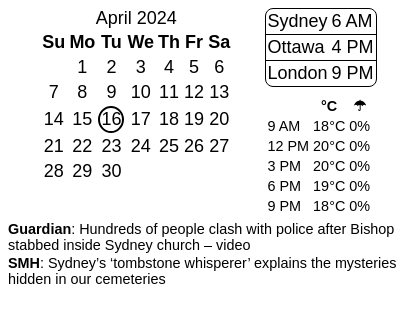 April 2024
Su Mo Tu We Th Fr Sa
1 2 3 4 5 6
7 8 9 10 11 12 13
14 15 16 17 18 19 20
21 22 23 24 25 26 27
28 29 30
Sydney 6 AM
Ottawa 4 PM
London 9 PM
°C ☂
9 AM 18°C 0%
12 PM 20°C 0%
3 PM 20°C 0%
6 PM 19°C 0%
9 PM 18°C 0%
Guardian: Hundreds of people clash with police after Bishop
stabbed inside Sydney church – video
SMH: Sydney’s ‘tombstone whisperer’ explains the mysteries
hidden in our cemeteries